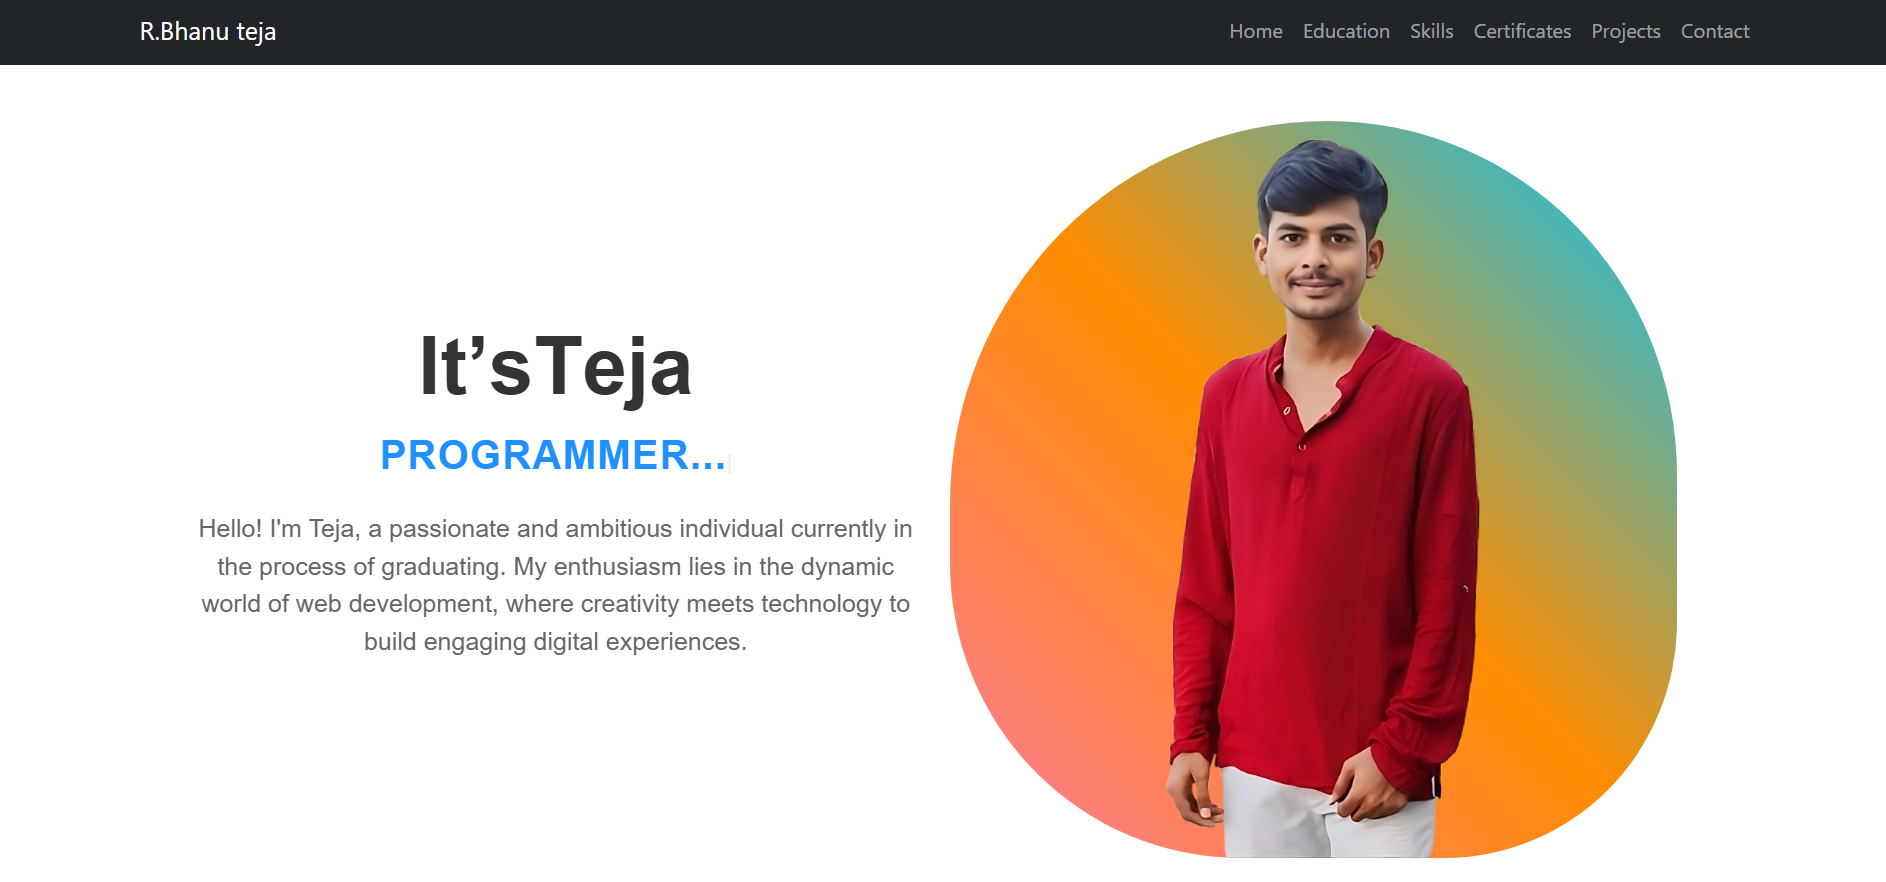 R.Bhanu teja
Home Education Skills Certificates Projects Contact
It’sTeja
PROGRAMMER...
Hello! I'm Teja, a passionate and ambitious individual currently in
the process of graduating. My enthusiasm lies in the dynamic
world of web development, where creativity meets technology to
build engaging digital experiences.